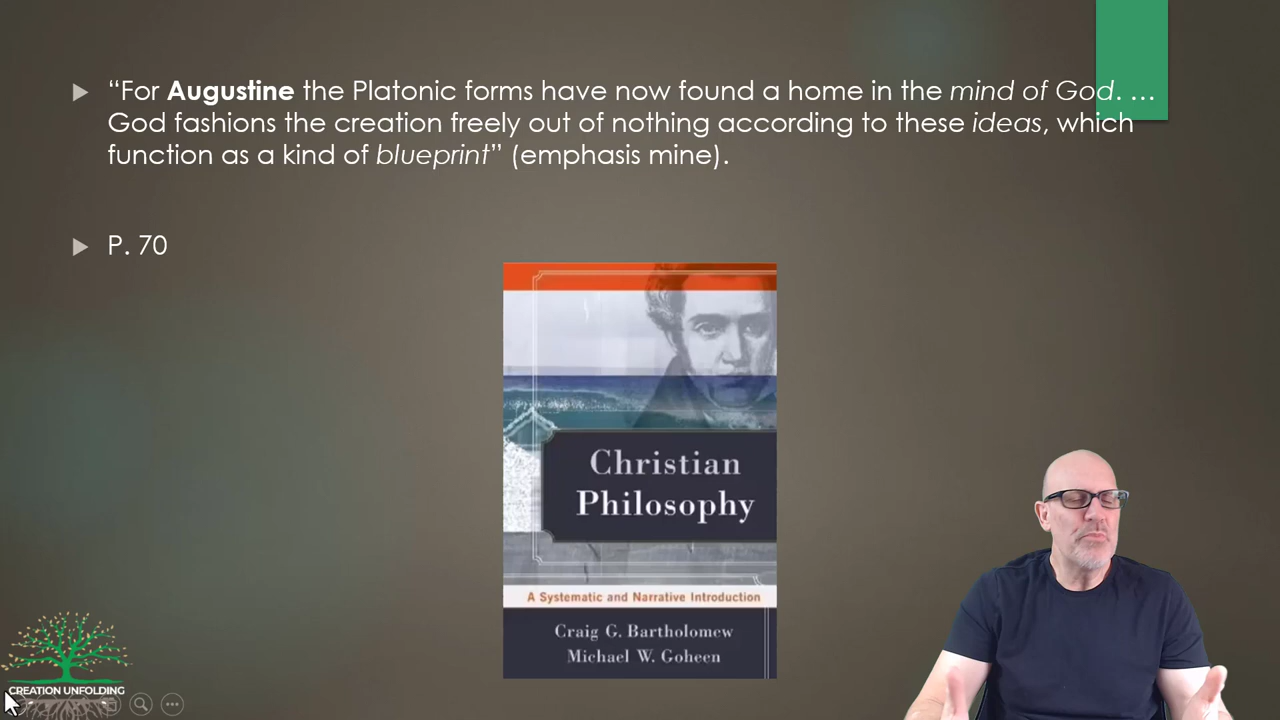 “For Augustine the Platonic forms have now found a home in the mind of God. …
God fashions the creation freely out of nothing according to these ideas, which
function as a kind of blueprint” (emphasis mine).
P. 70
Christian
Philosophy
A Systematic and Narrative Introduction
Craig G. Bartholomew
Michael W. Goheen
CREATION UNFOLDING